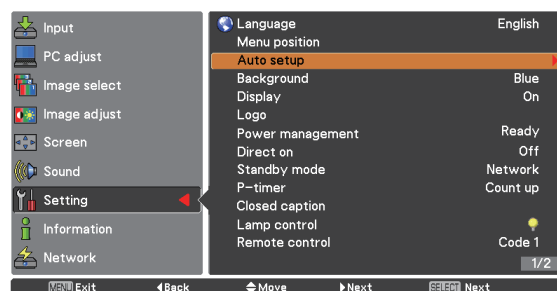 Input
PC adjust
Image select
Image adjust
Screen
Sound
Setting
Information
Network
Language English
Menu position
Auto setup
Background Blue
Display On
Logo
Power management Ready
Direct on Off
Standby mode Network
P-timer Count up
Closed caption
Lamp control
Remote control Code 1
1/2
MENU Exit Back Move Next SELECT Next